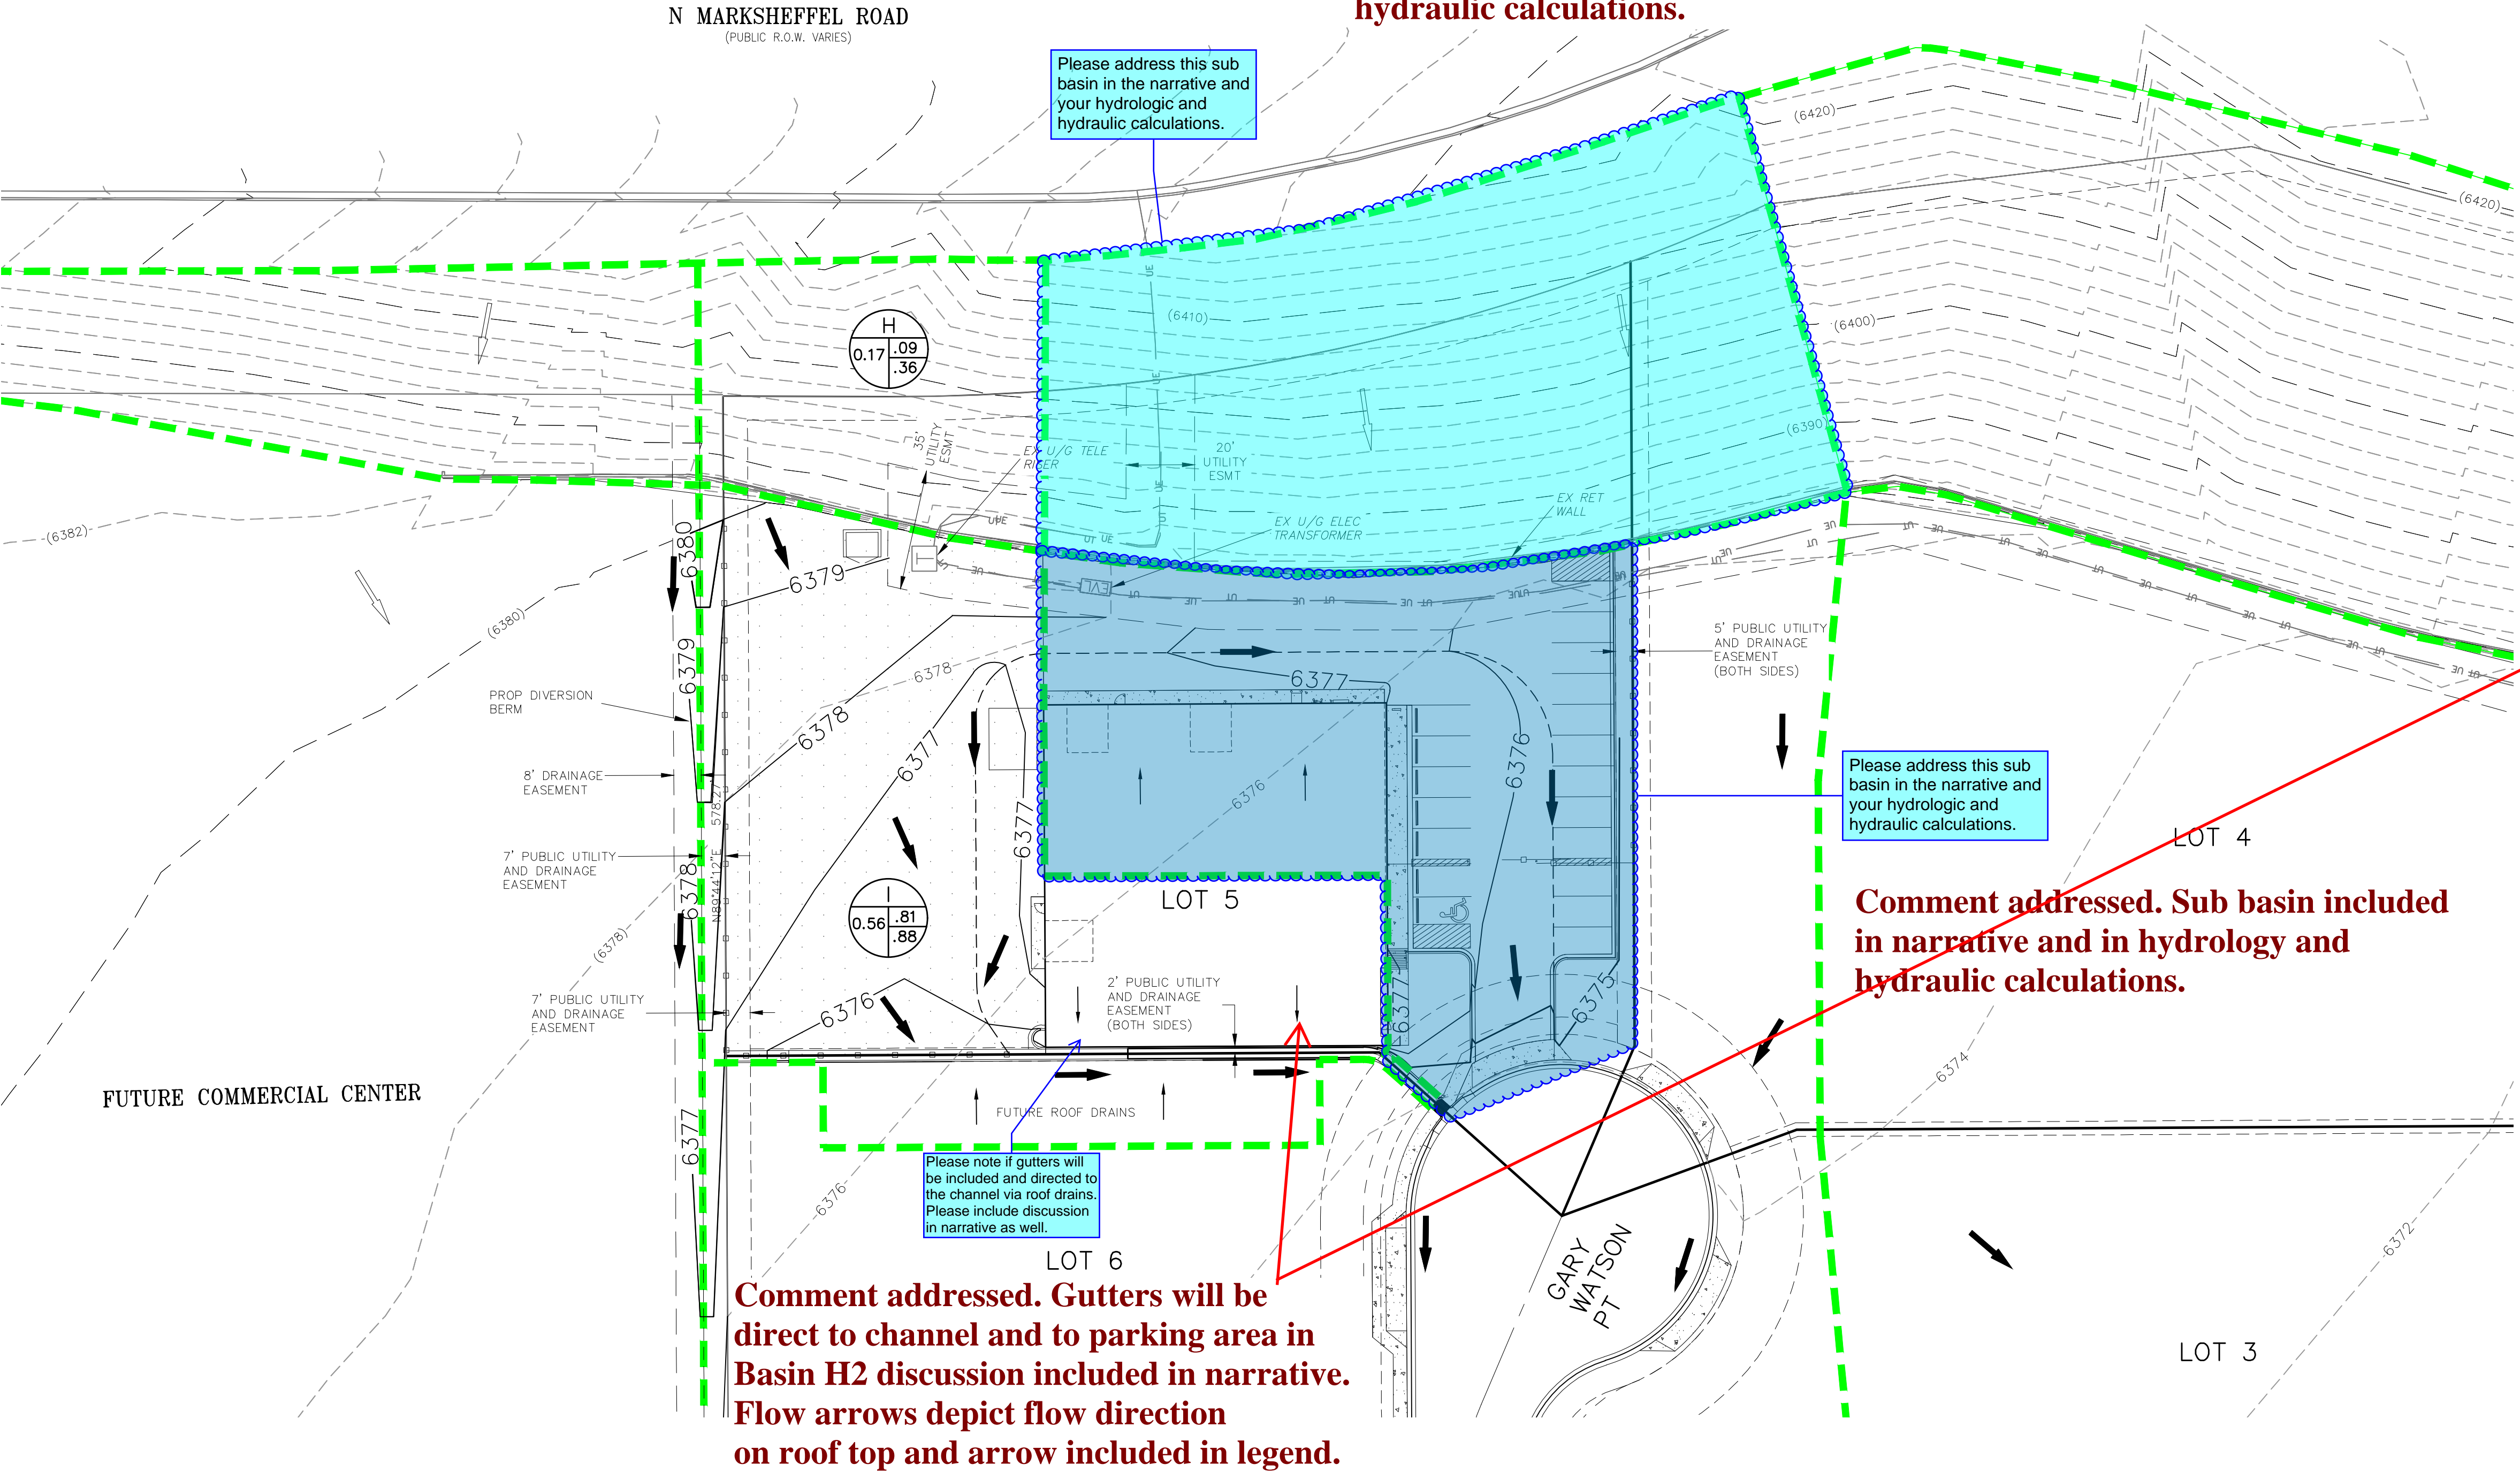 hydraulic calculations.
N MARKSHEFFEL ROAD
(PUBLIC R.O.W. VARIES)
Please address this sub
basin in the narrative and
your hydrologic and
hydraulic calculations.
(6420)
(6420)
(6410)
(6400)
(6390)
H
0.17
.09
.36
35'
UTILITY
ESMT
EX U/G TELE
RISER
20'
UTILITY
ESMT
UE
UE
UE
UT
EX U/G ELEC
TRANSFORMER
EX RET
WALL
EVL
(6382)
(6380)
6380
6379
6379
6378
6378
6377
6377
6377
6376
6376
5' PUBLIC UTILITY
AND DRAINAGE
EASEMENT
(BOTH SIDES)
PROP DIVERSION
BERM
8' DRAINAGE
EASEMENT
7' PUBLIC UTILITY
AND DRAINAGE
EASEMENT
N89°44'12"E 578.27'
6378
(6378)
7' PUBLIC UTILITY
AND DRAINAGE
EASEMENT
I
0.56
.81
.88
LOT 5
6376
2' PUBLIC UTILITY
AND DRAINAGE
EASEMENT
(BOTH SIDES)
6377
6375
Please address this sub
basin in the narrative and
your hydrologic and
hydraulic calculations.
LOT 4
Comment addressed. Sub basin included
in narrative and in hydrology and
hydraulic calculations.
6374
FUTURE COMMERCIAL CENTER
6377
FUTURE ROOF DRAINS
6376
Please note if gutters will
be included and directed to
the channel via roof drains.
Please include discussion
in narrative as well.
LOT 6
GARY
WATSON
PT
6372
LOT 3
Comment addressed. Gutters will be
direct to channel and to parking area in
Basin H2 discussion included in narrative.
Flow arrows depict flow direction
on roof top and arrow included in legend.